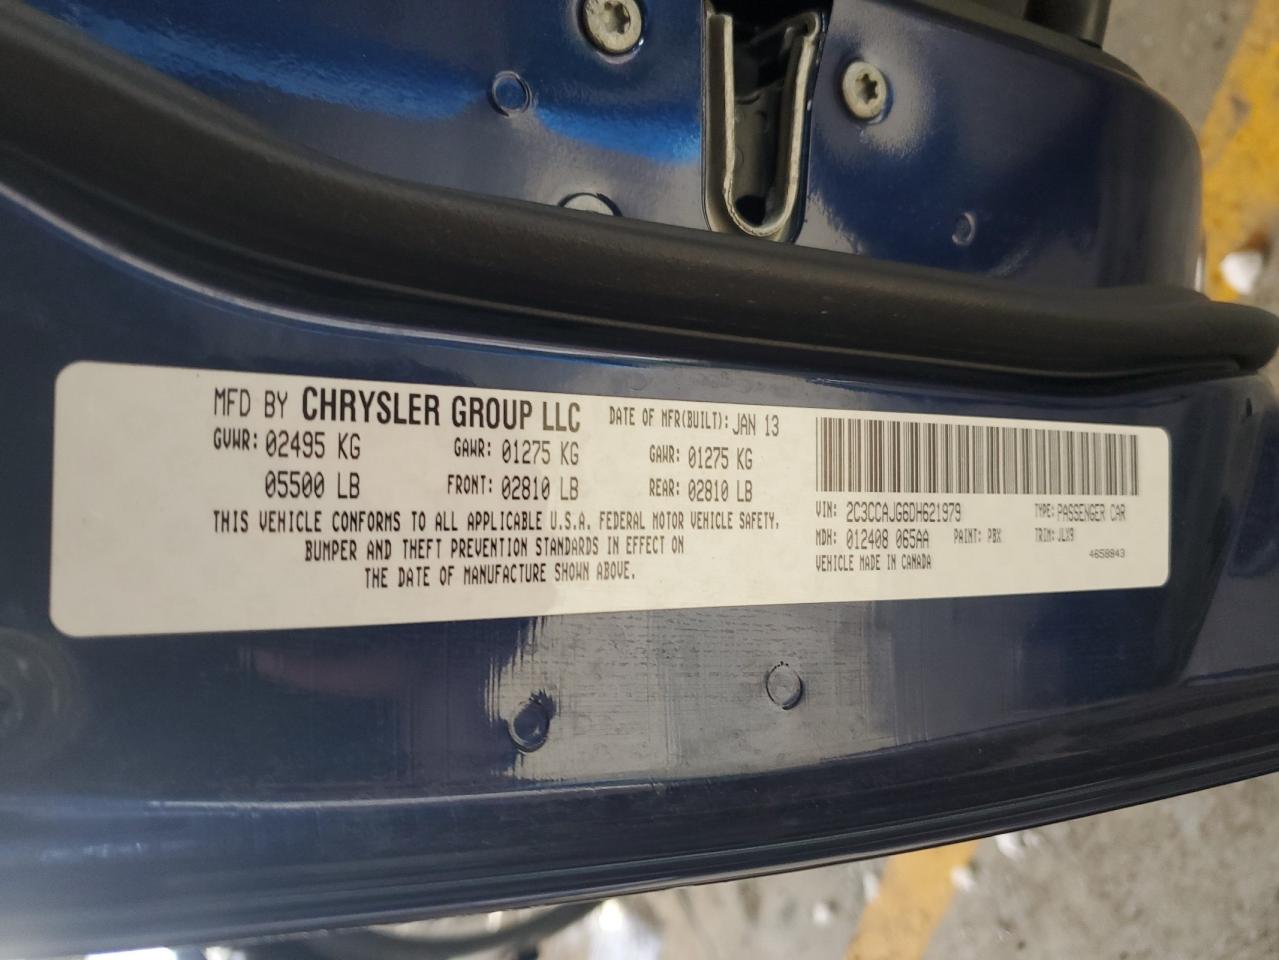 MFD BY CHRYSLER GROUP LLC DATE OF MFR(BUILT): JAN 13
GVWR: 02495 KG GAWR: 01275 KG GAWR: 01275 KG
05500 LB FRONT: 02810 LB REAR: 02810 LB
THIS VEHICLE CONFORMS TO ALL APPLICABLE U.S.A. FEDERAL MOTOR VEHICLE SAFETY,
BUMPER AND THEFT PREVENTION STANDARDS IN EFFECT ON
THE DATE OF MANUFACTURE SHOWN ABOVE.
VIN: 2C3CCAJG6DH621979 TYPE: PASSENGER CAR
MDH: 012408 065AA PAINT: PBX TRIM: JLX9
VEHICLE MADE IN CANADA 4658843